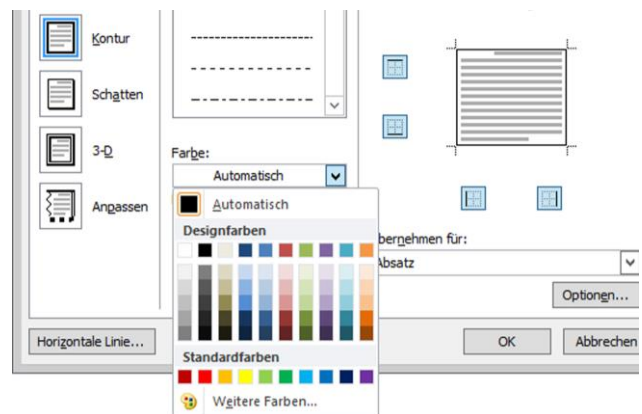 Kontur
Schatten
3-D
Anpassen
Farbe:
Automatisch
Automatisch
Designfarben
Standardfarben
Weitere Farben...
bernehmen für:
Absatz
Optionen...
Horizontale Linie...
OK
Abbrechen